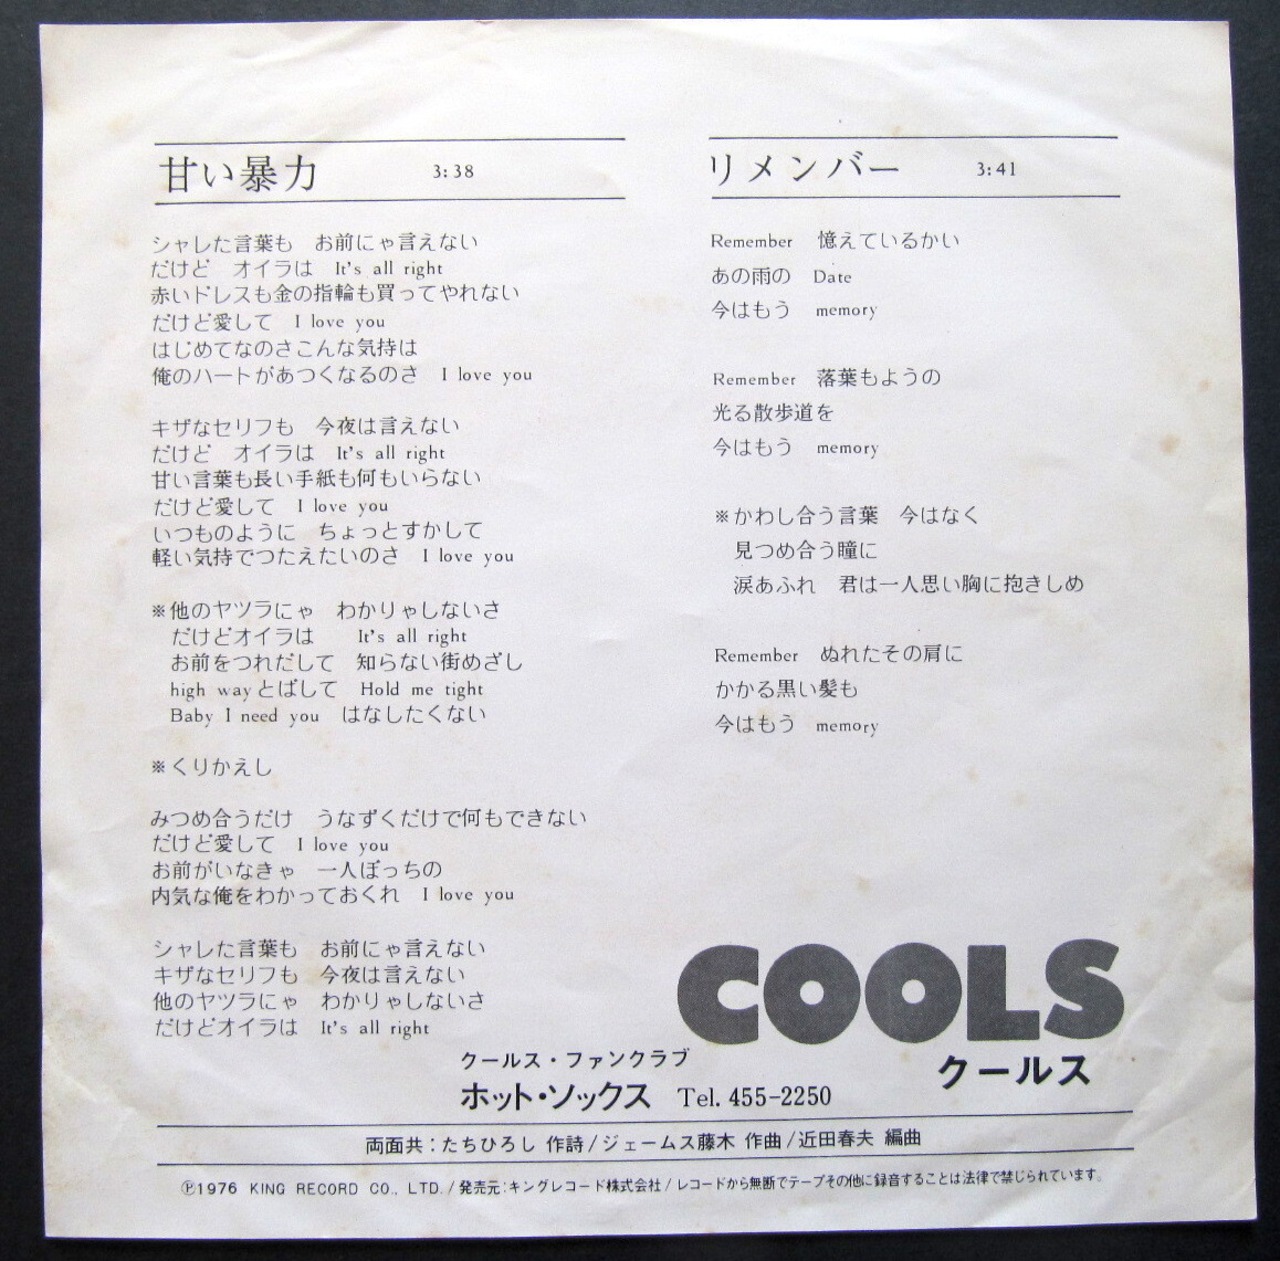 甘い暴力　3:38
シャレた言葉も　お前にゃ言えない
だけど　オイラは　It's all right
赤いドレスも金の指輪も買ってやれない
だけど愛して　I love you
はじめてなのさこんな気持は
俺のハートがあつくなるのさ　I love you
キザなセリフも　今夜は言えない
だけど　オイラは　It's all right
甘い言葉も長い手紙も何もいらない
だけど愛して　I love you
いつものように　ちょっとすかして
軽い気持でつたえたいのさ　I love you
※他のヤツラにゃ　わかりゃしないさ
だけどオイラは　It's all right
お前をつれだして　知らない街めざし
high wayとばして　Hold me tight
Baby I need you　はなしたくない
※くりかえし
みつめ合うだけ　うなずくだけで何もできない
だけど愛して　I love you
お前がいなきゃ　一人ぼっちの
内気な俺をわかっておくれ　I love you
シャレた言葉も　お前にゃ言えない
キザなセリフも　今夜は言えない
他のヤツラにゃ　わかりゃしないさ
だけどオイラは　It's all right
リメンバー　3:41
Remember　憶えているかい
あの雨の　Date
今はもう　memory
Remember　落葉もようの
光る散歩道を
今はもう　memory
※かわし合う言葉　今はなく
見つめ合う瞳に
涙あふれ　君は一人思い胸に抱きしめ
Remember　ぬれたその肩に
かかる黒い髪も
今はもう　memory
COOLS
クールス
クールス・ファンクラブ
ホット・ソックス　Tel. 455-2250
両面共：たちひろし 作詩/ジェームス藤木 作曲/近田春夫 編曲
Ⓟ1976 KING RECORD CO., LTD./発売元：キングレコード株式会社/レコードから無断でテープその他に録音することは法律で禁じられています。